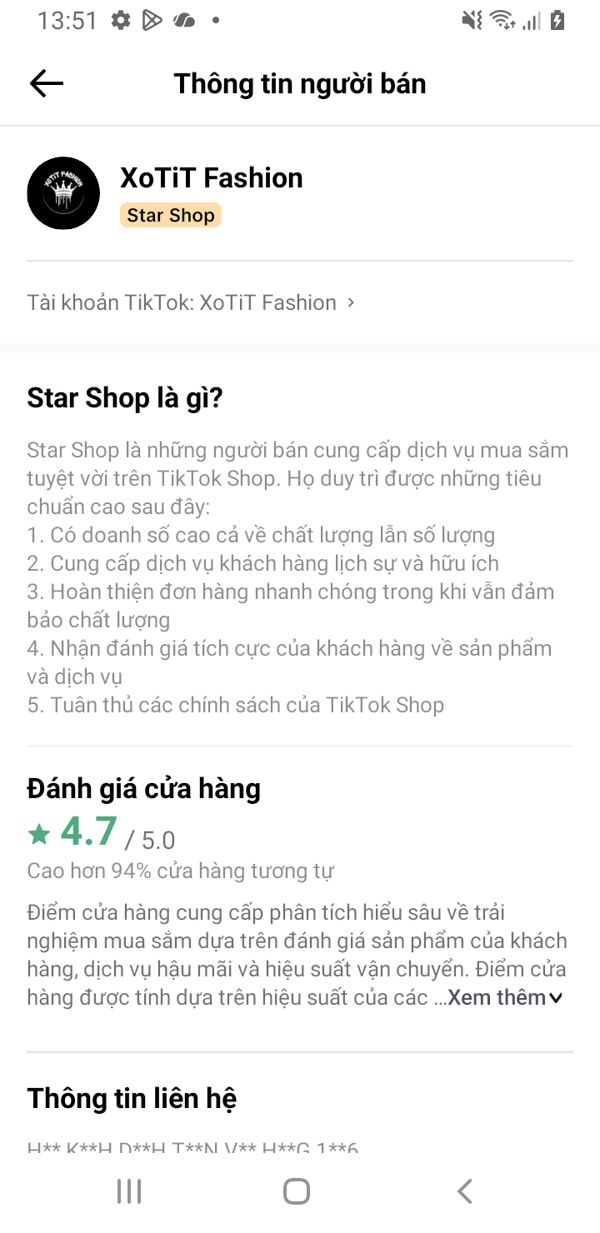 13:51
Thông tin người bán
XOTIT FASHION
XoTiT Fashion
Star Shop
Tài khoản TikTok: XoTiT Fashion >
Star Shop là gì?
Star Shop là những người bán cung cấp dịch vụ mua sắm
tuyệt vời trên TikTok Shop. Họ duy trì được những tiêu
chuẩn cao sau đây:
1. Có doanh số cao cả về chất lượng lẫn số lượng
2. Cung cấp dịch vụ khách hàng lịch sự và hữu ích
3. Hoàn thiện đơn hàng nhanh chóng trong khi vẫn đảm
bảo chất lượng
4. Nhận đánh giá tích cực của khách hàng về sản phẩm
và dịch vụ
5. Tuân thủ các chính sách của TikTok Shop
Đánh giá cửa hàng
4.7 / 5.0
Cao hơn 94% cửa hàng tương tự
Điểm cửa hàng cung cấp phân tích hiểu sâu về trải
nghiệm mua sắm dựa trên đánh giá sản phẩm của khách
hàng, dịch vụ hậu mãi và hiệu suất vận chuyển. Điểm cửa
hàng được tính dựa trên hiệu suất của các ...Xem thêm
Thông tin liên hệ
H** K**H D**H T**N V** H**G 1**6